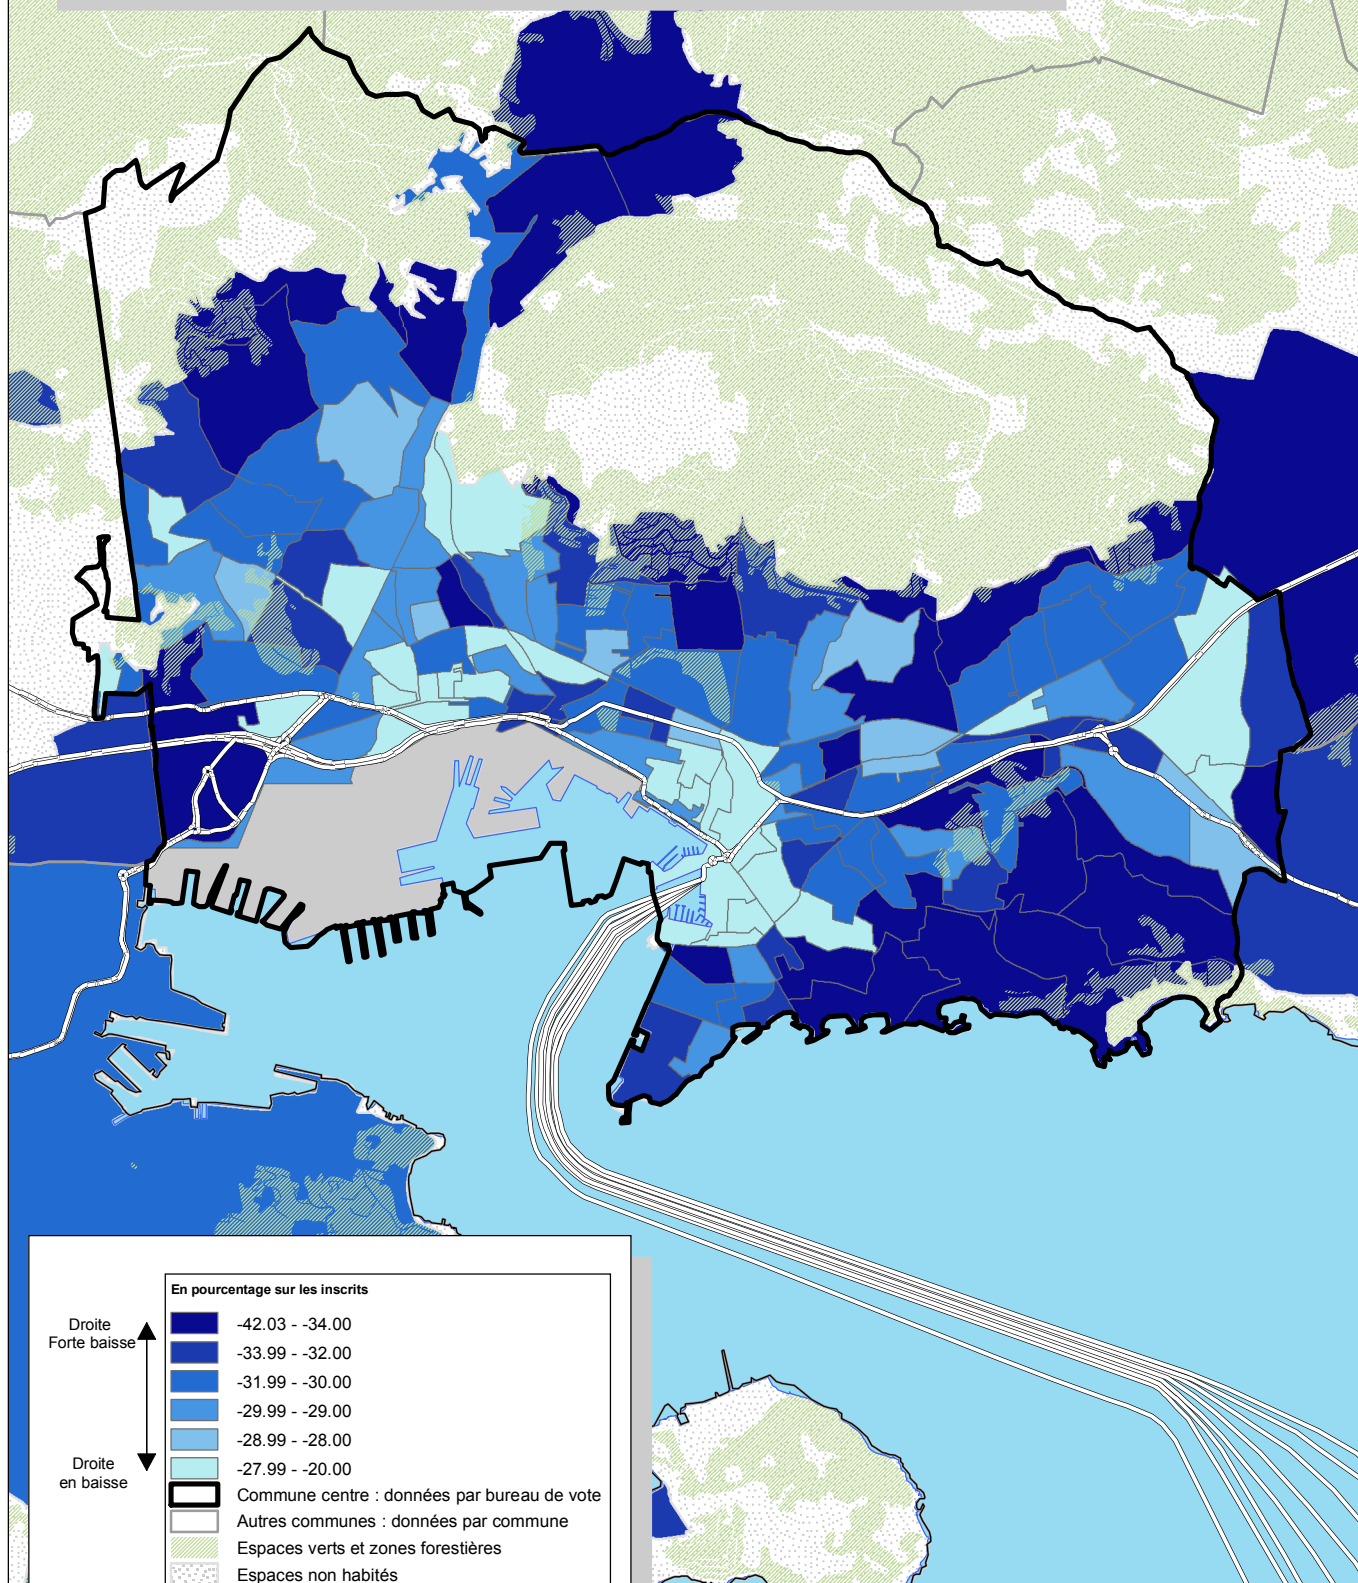 En pourcentage sur les inscrits
Droite
Forte baisse
-42.03 - -34.00
-33.99 - -32.00
-31.99 - -30.00
-29.99 - -29.00
-28.99 - -28.00
Droite
en baisse
-27.99 - -20.00
Commune centre : données par bureau de vote
Autres communes : données par commune
Espaces verts et zones forestières
Espaces non habités